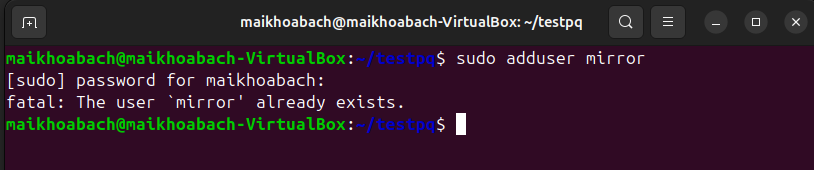 maikhoabach@maikhoabach-VirtualBox: ~/testpq
maikhoabach@maikhoabach-VirtualBox:~/testpq$ sudo adduser mirror
[sudo] password for maikhoabach:
fatal: The user `mirror' already exists.
maikhoabach@maikhoabach-VirtualBox:~/testpq$